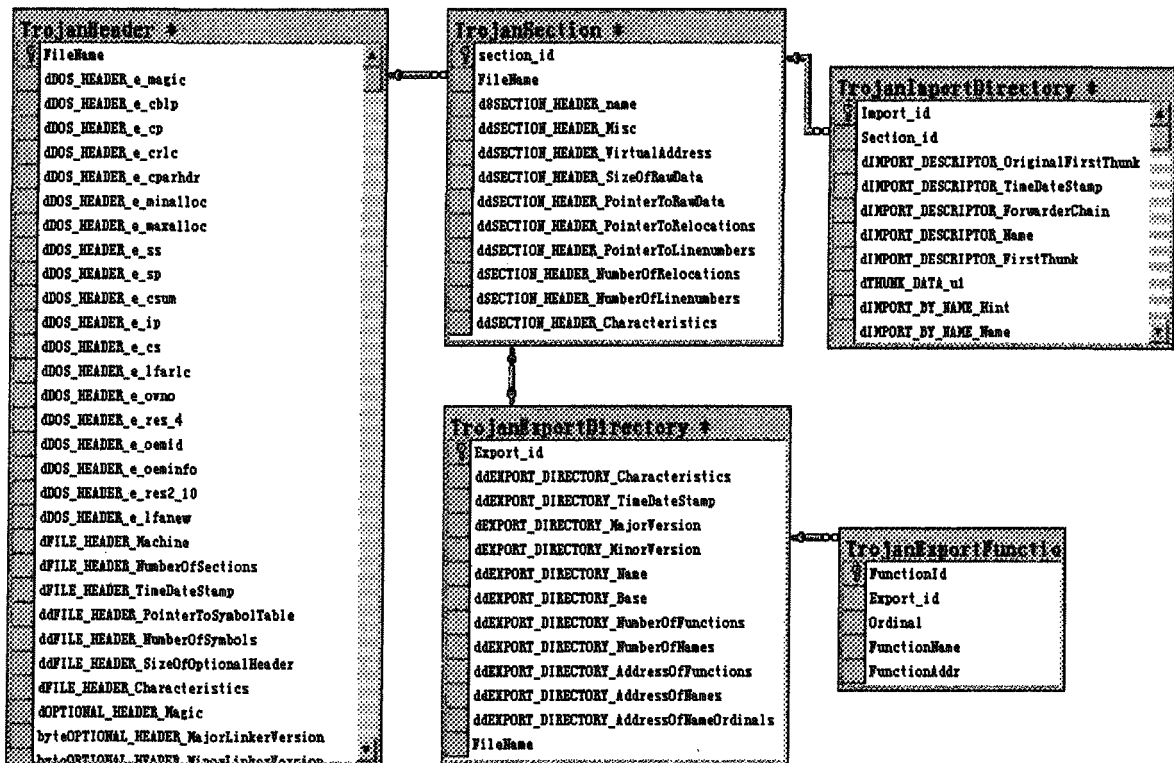 TrojanHeader *
FileName
dDOS_HEADER_e_magic
dDOS_HEADER_e_cblp
dDOS_HEADER_e_cp
dDOS_HEADER_e_crlc
dDOS_HEADER_e_cparhdr
dDOS_HEADER_e_minalloc
dDOS_HEADER_e_maxalloc
dDOS_HEADER_e_ss
dDOS_HEADER_e_sp
dDOS_HEADER_e_csum
dDOS_HEADER_e_ip
dDOS_HEADER_e_cs
dDOS_HEADER_e_lfarlc
dDOS_HEADER_e_ovno
dDOS_HEADER_e_res_4
dDOS_HEADER_e_oemid
dDOS_HEADER_e_oeminfo
dDOS_HEADER_e_res2_10
dDOS_HEADER_e_lfanew
dFILE_HEADER_Machine
dFILE_HEADER_NumberOfSections
dFILE_HEADER_TimeDateStamp
ddFILE_HEADER_PointerToSymbolTable
ddFILE_HEADER_NumberOfSymbols
ddFILE_HEADER_SizeOfOptionalHeader
dFILE_HEADER_Characteristics
dOPTIONAL_HEADER_Magic
byteOPTIONAL_HEADER_MajorLinkerVersion
byteOPTIONAL_HEADER_MinorLinkerVersion
TrojanSection *
section_id
FileName
d8SECTION_HEADER_name
ddSECTION_HEADER_Misc
ddSECTION_HEADER_VirtualAddress
ddSECTION_HEADER_SizeOfRawData
ddSECTION_HEADER_PointerToRawData
ddSECTION_HEADER_PointerToRelocations
ddSECTION_HEADER_PointerToLinenumbers
dSECTION_HEADER_NumberOfRelocations
dSECTION_HEADER_NumberOfLinenumbers
ddSECTION_HEADER_Characteristics
TrojanImportDirectory *
Import_id
Section_id
dIMPORT_DESCRIPTOR_OriginalFirstThunk
dIMPORT_DESCRIPTOR_TimeDateStamp
dIMPORT_DESCRIPTOR_ForwarderChain
dIMPORT_DESCRIPTOR_Name
dIMPORT_DESCRIPTOR_FirstThunk
dTHUNK_DATA_u1
dIMPORT_BY_NAME_Hint
dIMPORT_BY_NAME_Name
TrojanExportDirectory *
Export_id
ddEXPORT_DIRECTORY_Characteristics
ddEXPORT_DIRECTORY_TimeDateStamp
dEXPORT_DIRECTORY_MajorVersion
dEXPORT_DIRECTORY_MinorVersion
ddEXPORT_DIRECTORY_Name
ddEXPORT_DIRECTORY_Base
ddEXPORT_DIRECTORY_NumberOfFunctions
ddEXPORT_DIRECTORY_NumberOfNames
ddEXPORT_DIRECTORY_AddressOfFunctions
ddEXPORT_DIRECTORY_AddressOfNames
ddEXPORT_DIRECTORY_AddressOfNameOrdinals
FileName
TrojanExportFunctio
FunctionId
Export_id
Ordinal
FunctionName
FunctionAddr